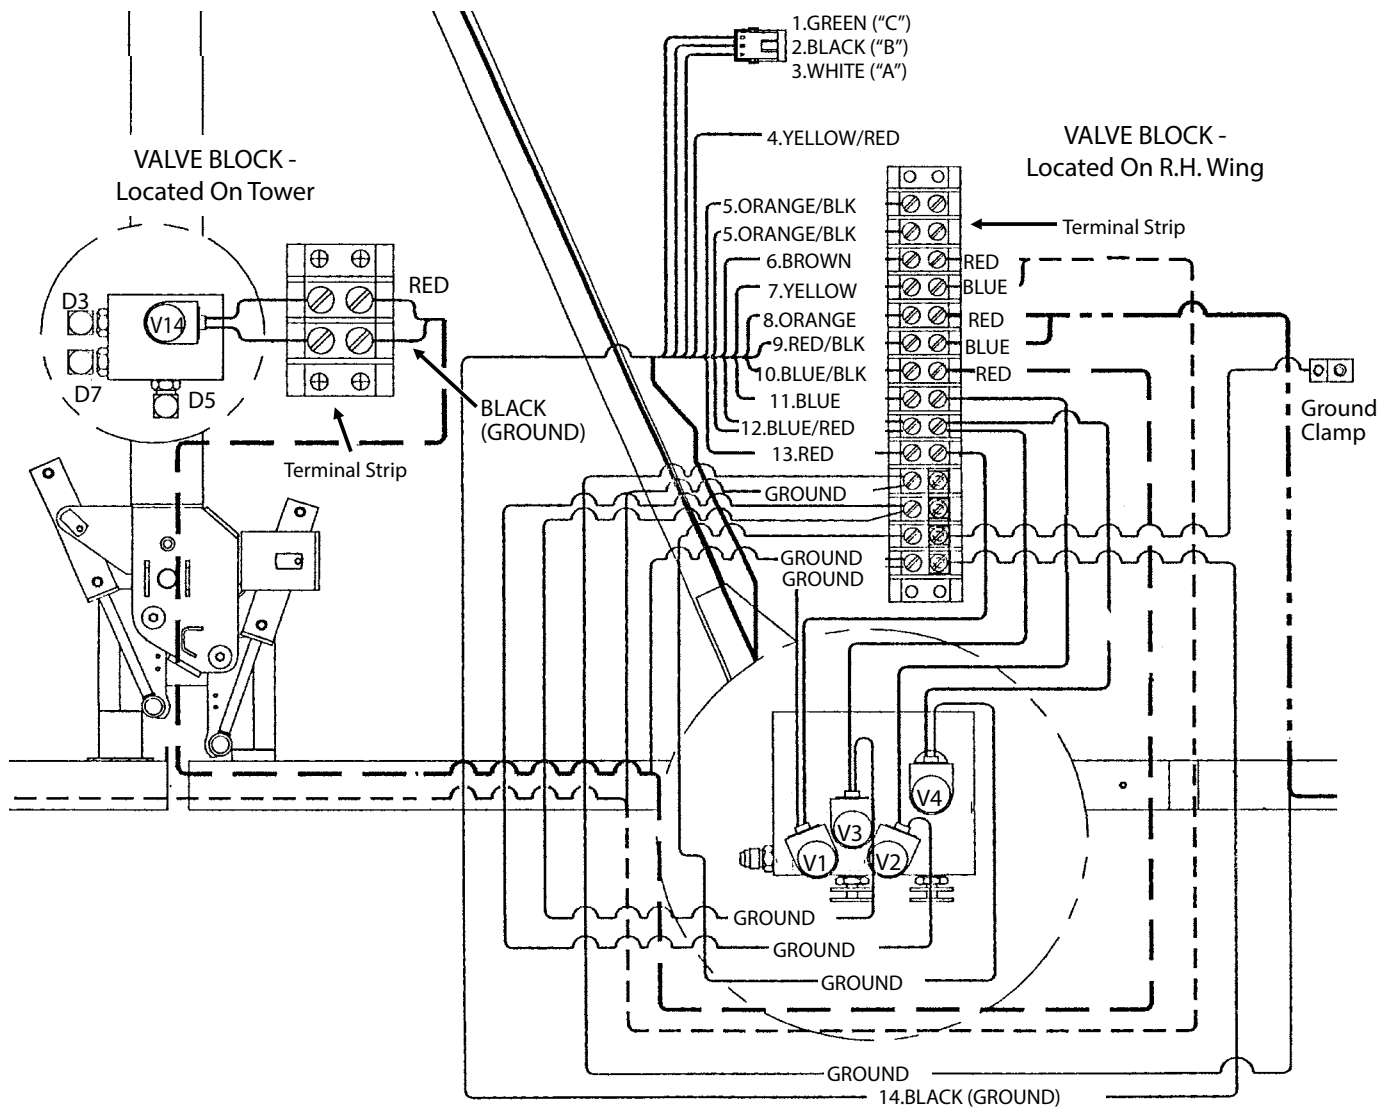 1.GREEN (“C”)
2.BLACK (“B”)
3.WHITE (“A”)
4.YELLOW/RED
VALVE BLOCK -
Located On Tower
VALVE BLOCK -
Located On R.H. Wing
5.ORANGE/BLK
Terminal Strip
5.ORANGE/BLK
6.BROWN
RED
7.YELLOW
BLUE
8.ORANGE
RED
9.RED/BLK
BLUE
10.BLUE/BLK
RED
11.BLUE
12.BLUE/RED
13.RED
GROUND
GROUND
GROUND
RED
D3
V14
D7
D5
BLACK
(GROUND)
Terminal Strip
Ground
Clamp
V4
V3
V1
V2
GROUND
GROUND
GROUND
GROUND
14.BLACK (GROUND)